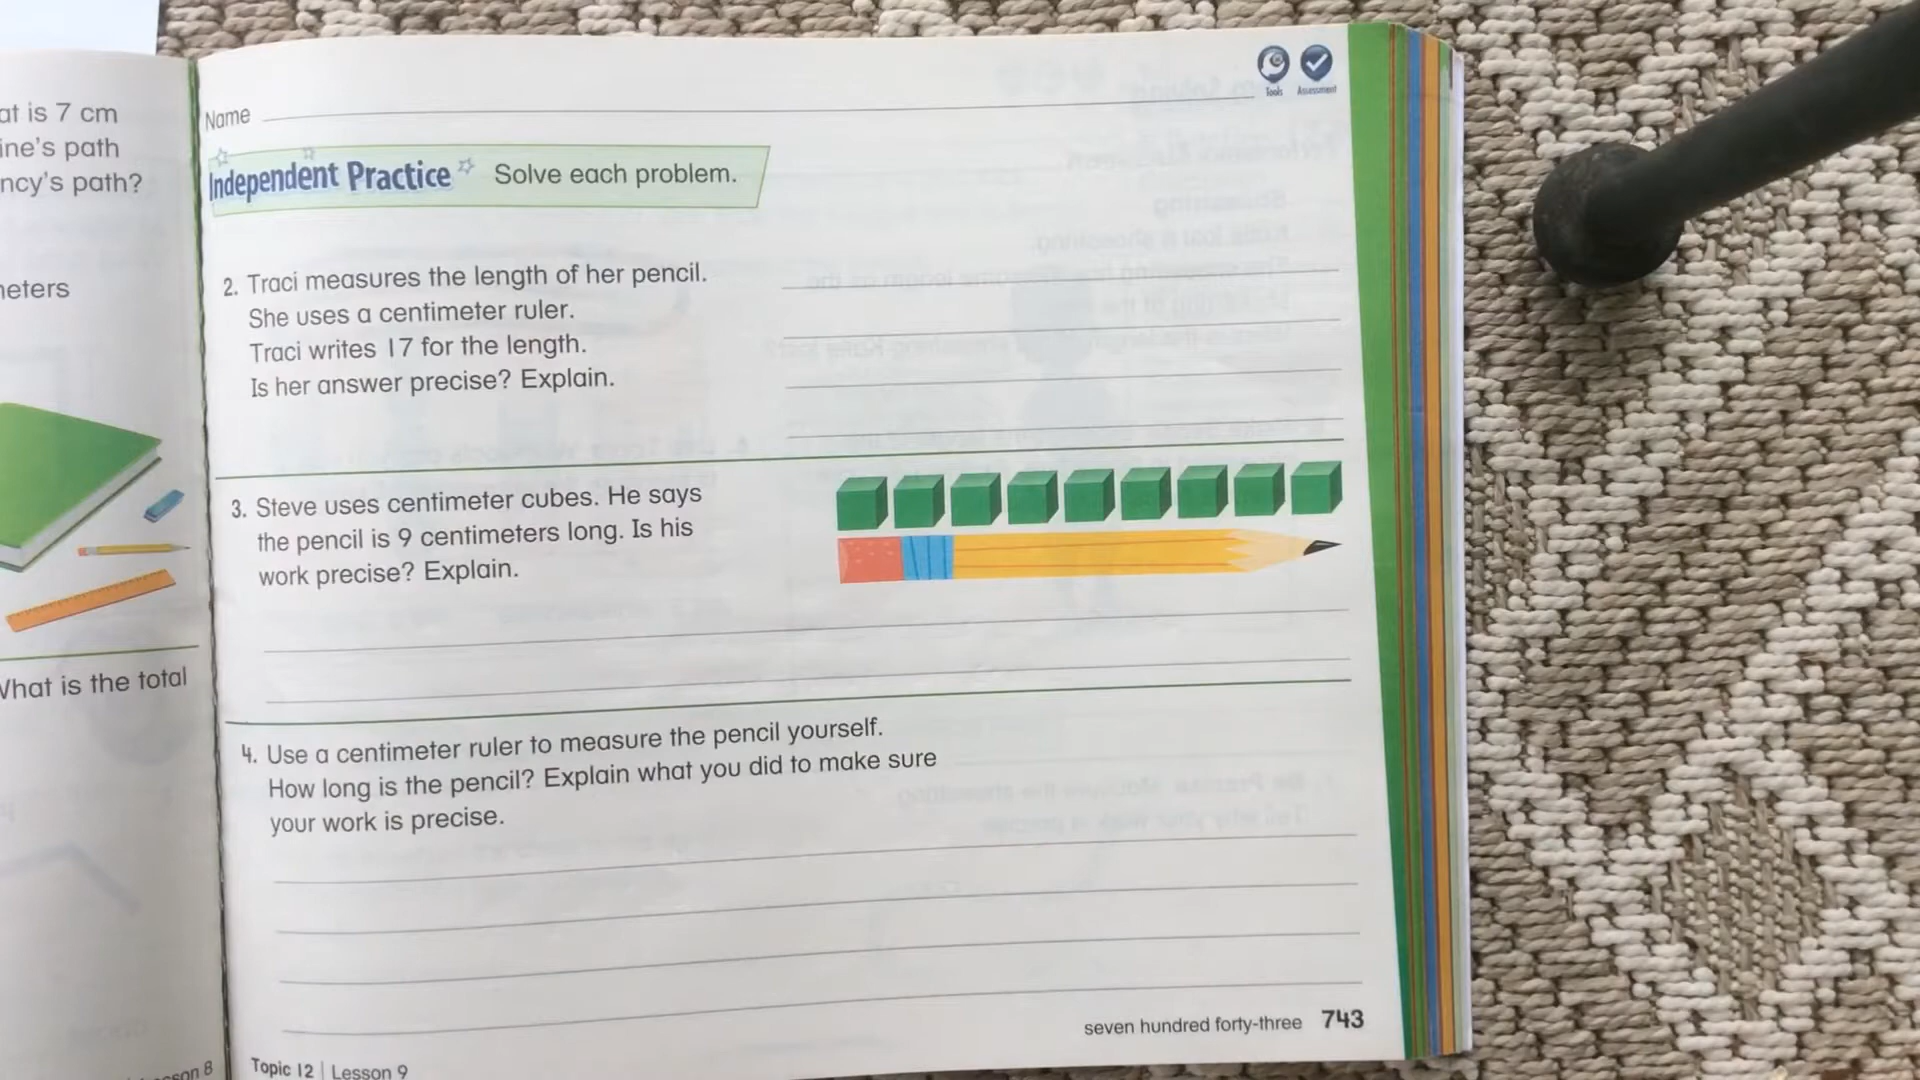 at is 7 cm
ine's path
ncy's path?
eters
What is the total
son 8
Tools Assessment
Name
Independent Practice Solve each problem.
2. Traci measures the length of her pencil.
She uses a centimeter ruler.
Traci writes 17 for the length.
Is her answer precise? Explain.
3. Steve uses centimeter cubes. He says
the pencil is 9 centimeters long. Is his
work precise? Explain.
4. Use a centimeter ruler to measure the pencil yourself.
How long is the pencil? Explain what you did to make sure
your work is precise.
Topic 12 | Lesson 9
seven hundred forty-three 743